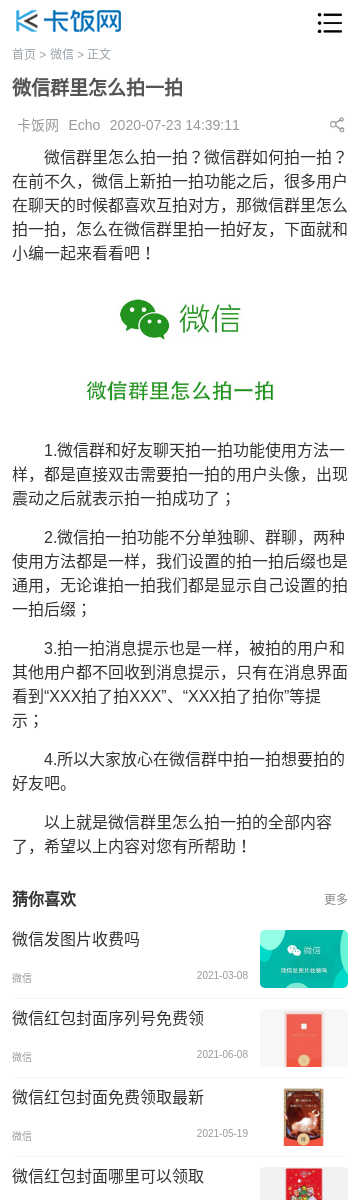 卡饭网
首页 > 微信 > 正文
微信群里怎么拍一拍
卡饭网 Echo 2020-07-23 14:39:11
微信群里怎么拍一拍？微信群如何拍一拍？
在前不久，微信上新拍一拍功能之后，很多用户
在聊天的时候都喜欢互拍对方，那微信群里怎么
拍一拍，怎么在微信群里拍一拍好友，下面就和
小编一起来看看吧！
微信
微信群里怎么拍一拍
1.微信群和好友聊天拍一拍功能使用方法一
样，都是直接双击需要拍一拍的用户头像，出现
震动之后就表示拍一拍成功了；
2.微信拍一拍功能不分单独聊、群聊，两种
使用方法都是一样，我们设置的拍一拍后缀也是
通用，无论谁拍一拍我们都是显示自己设置的拍
一拍后缀；
3.拍一拍消息提示也是一样，被拍的用户和
其他用户都不回收到消息提示，只有在消息界面
看到“XXX拍了拍XXX”、“XXX拍了拍你”等提
示；
4.所以大家放心在微信群中拍一拍想要拍的
好友吧。
以上就是微信群里怎么拍一拍的全部内容
了，希望以上内容对您有所帮助！
猜你喜欢 更多
微信发图片收费吗
微信 2021-03-08
微信
微信发图片收费吗
微信红包封面序列号免费领
微信 2021-06-08
微信红包封面免费领取最新
微信 2021-05-19
微信红包封面哪里可以领取